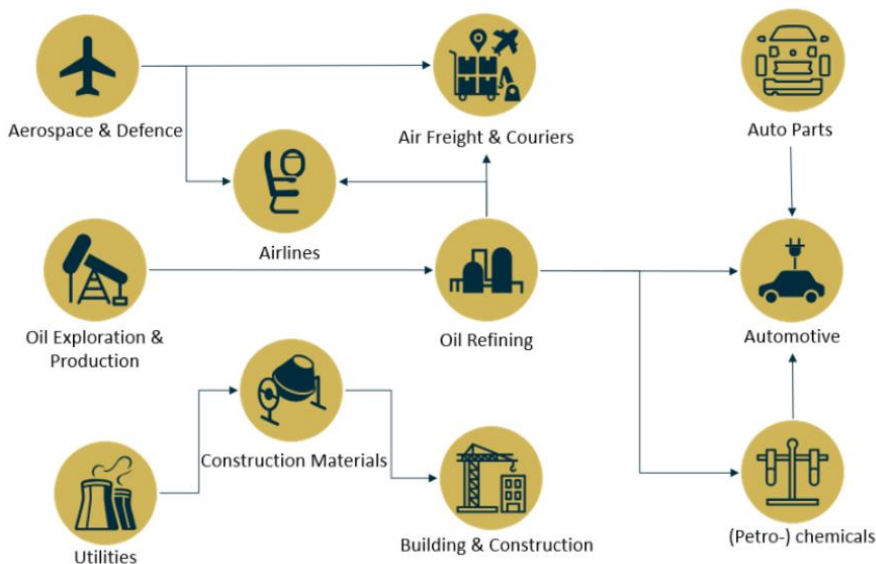 Aerospace & Defence
Air Freight & Couriers
Auto Parts
Airlines
Oil Exploration &
Production
Oil Refining
Automotive
Construction Materials
Utilities
Building & Construction
(Petro-) chemicals